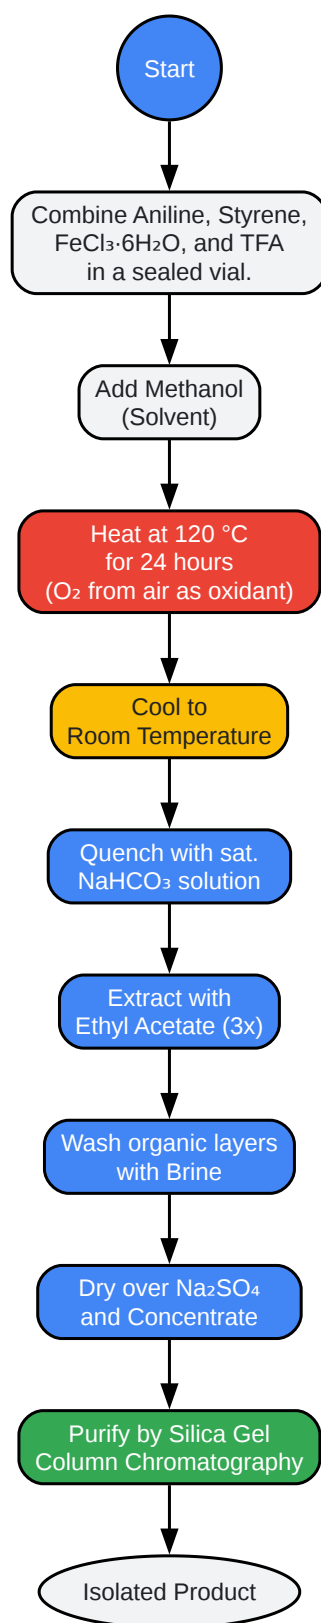 Start
Combine Aniline, Styrene,
FeCl₃·6H₂O, and TFA
in a sealed vial.
Add Methanol
(Solvent)
Heat at 120 °C
for 24 hours
(O₂ from air as oxidant)
Cool to
Room Temperature
Quench with sat.
NaHCO₃ solution
Extract with
Ethyl Acetate (3x)
Wash organic layers
with Brine
Dry over Na₂SO₄
and Concentrate
Purify by Silica Gel
Column Chromatography
Isolated Product